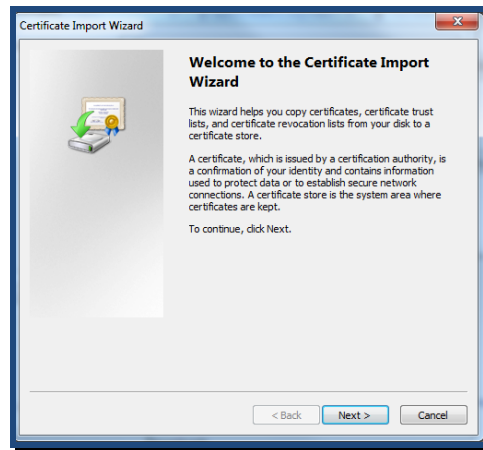 Certificate Import Wizard
Welcome to the Certificate Import
Wizard
This wizard helps you copy certificates, certificate trust
lists, and certificate revocation lists from your disk to a
certificate store.
A certificate, which is issued by a certification authority, is
a confirmation of your identity and contains information
used to protect data or to establish secure network
connections. A certificate store is the system area where
certificates are kept.
To continue, click Next.
< Back Next > Cancel